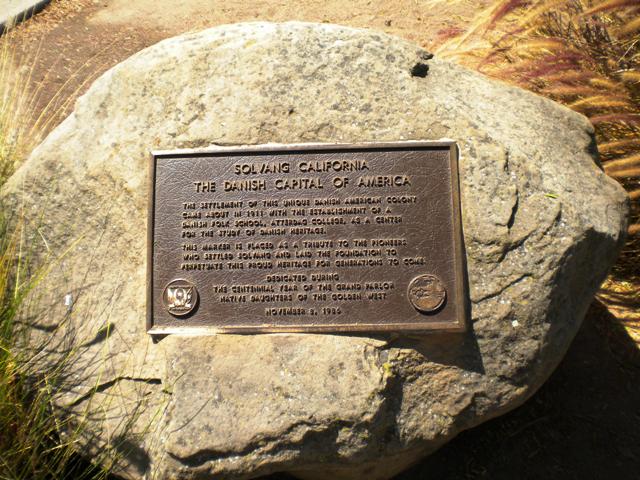 SOLVANG CALIFORNIA
THE DANISH CAPITAL OF AMERICA
THE SETTLEMENT OF THIS UNIQUE DANISH AMERICAN COLONY
CAME ABOUT IN 1911 WITH THE ESTABLISHMENT OF A
DANISH FOLK SCHOOL, ATTERDAG COLLEGE, AS A CENTER
FOR THE STUDY OF DANISH HERITAGE.
THIS MARKER IS PLACED AS A TRIBUTE TO THE PIONEERS
WHO SETTLED SOLVANG AND LAID THE FOUNDATION TO
PERPETUATE THIS PROUD HERITAGE FOR GENERATIONS TO COME.
DEDICATED DURING
THE CENTENNIAL YEAR OF THE GRAND PARLOR
NATIVE DAUGHTERS OF THE GOLDEN WEST
NOVEMBER